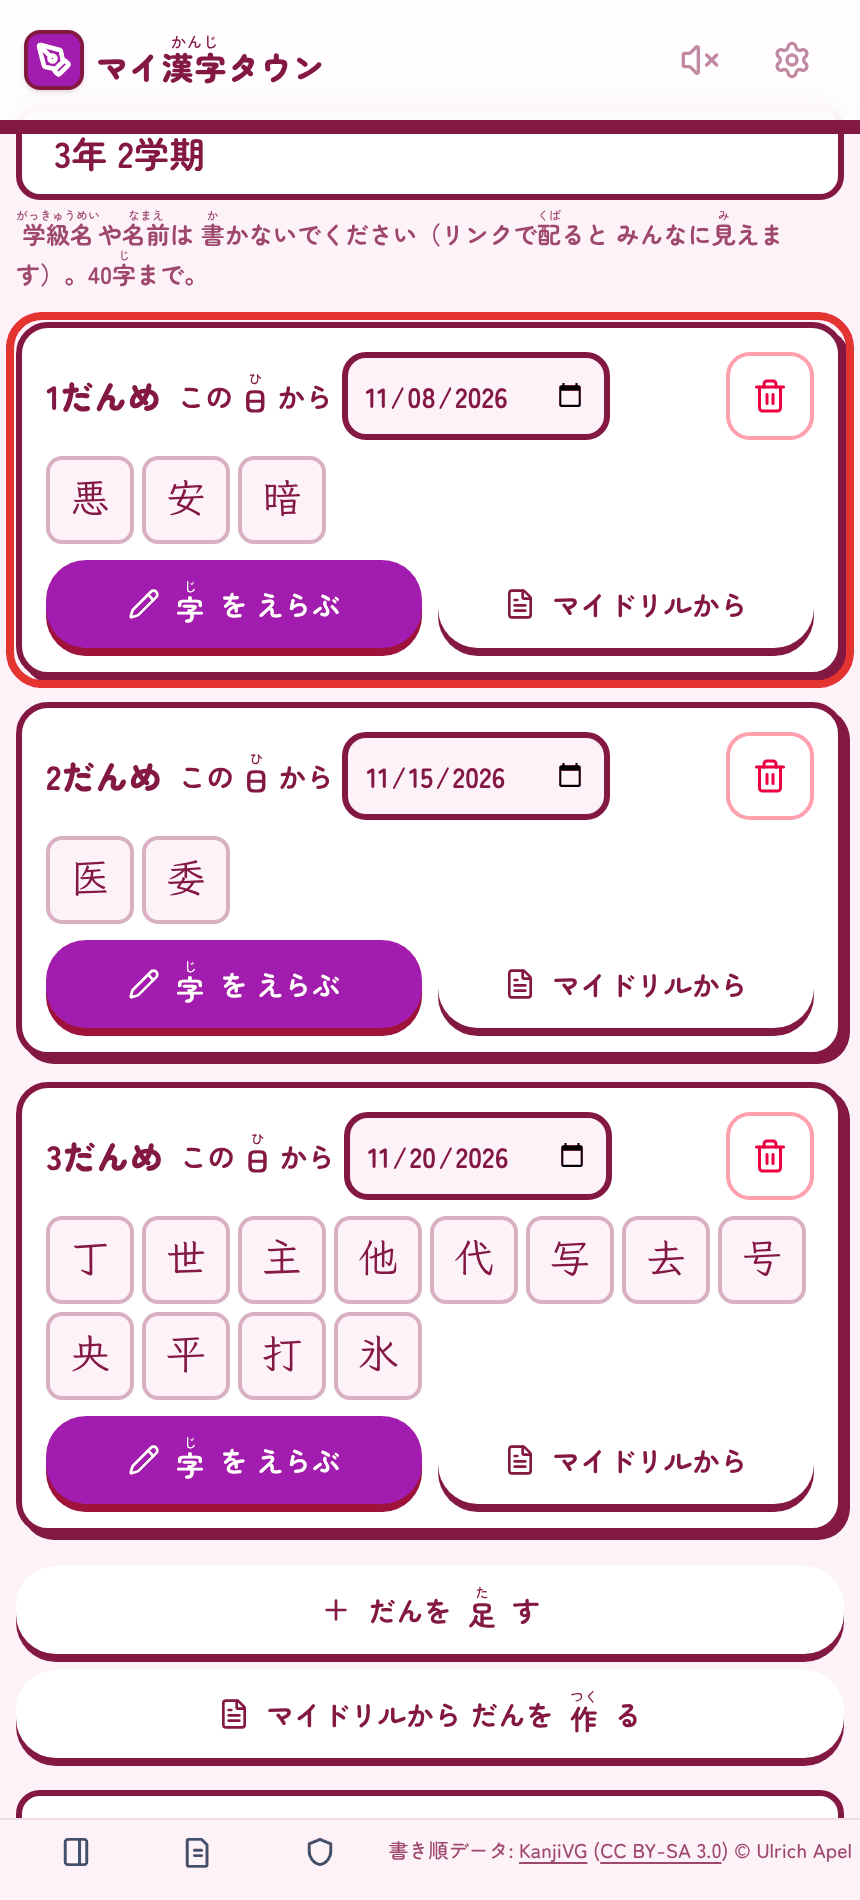 かんじ
マイ漢字タウン
3年 2学期
がっきゅうめい なまえ か くば み
学級名や名前は 書かないでください（リンクで配ると みんなに見えま
じ
す）。40字まで。
ひ
1だんめ この日から 11/08/2026
悪 安 暗
じ
字をえらぶ マイドリルから
ひ
2だんめ この日から 11/15/2026
医 委
じ
字をえらぶ マイドリルから
ひ
3だんめ この日から 11/20/2026
丁 世 主 他 代 写 去 号
央 平 打 氷
じ
字をえらぶ マイドリルから
た
＋ だんを足す
つく
マイドリルから だんを作る
書き順データ: KanjiVG (CC BY-SA 3.0) © Ulrich Apel